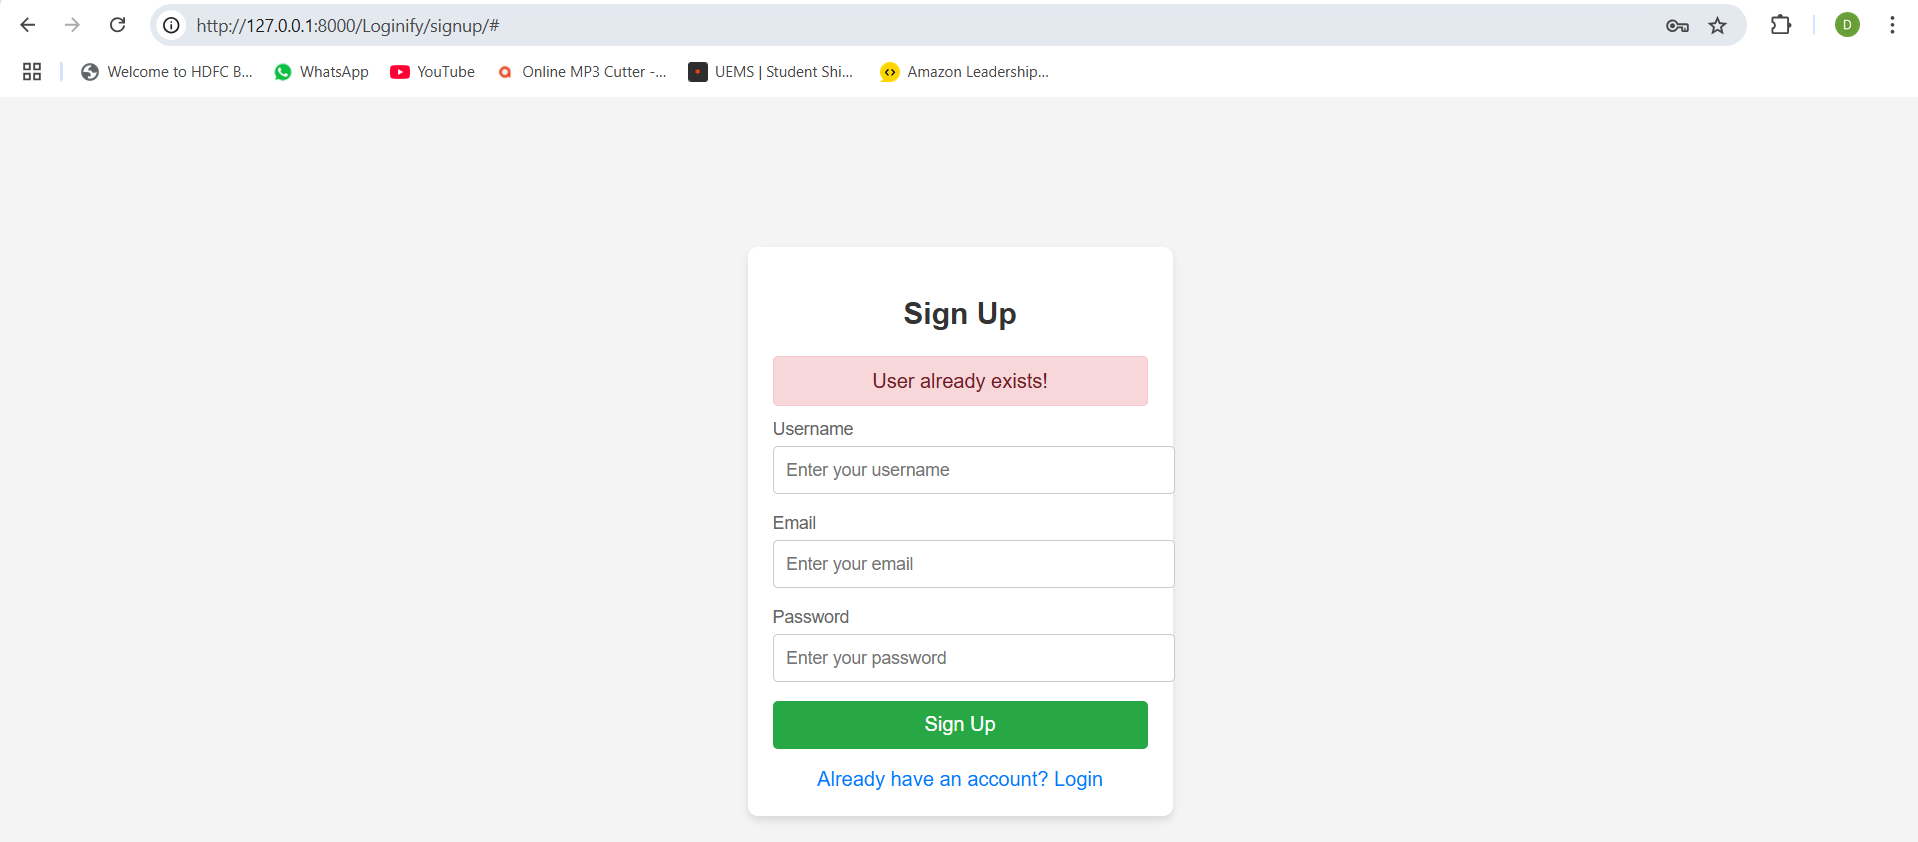 http://127.0.0.1:8000/Loginify/signup/#
D
Welcome to HDFC B... WhatsApp YouTube Online MP3 Cutter -... UEMS | Student Shi... Amazon Leadership...
Sign Up
User already exists!
Username
Enter your username
Email
Enter your email
Password
Enter your password
Sign Up
Already have an account? Login